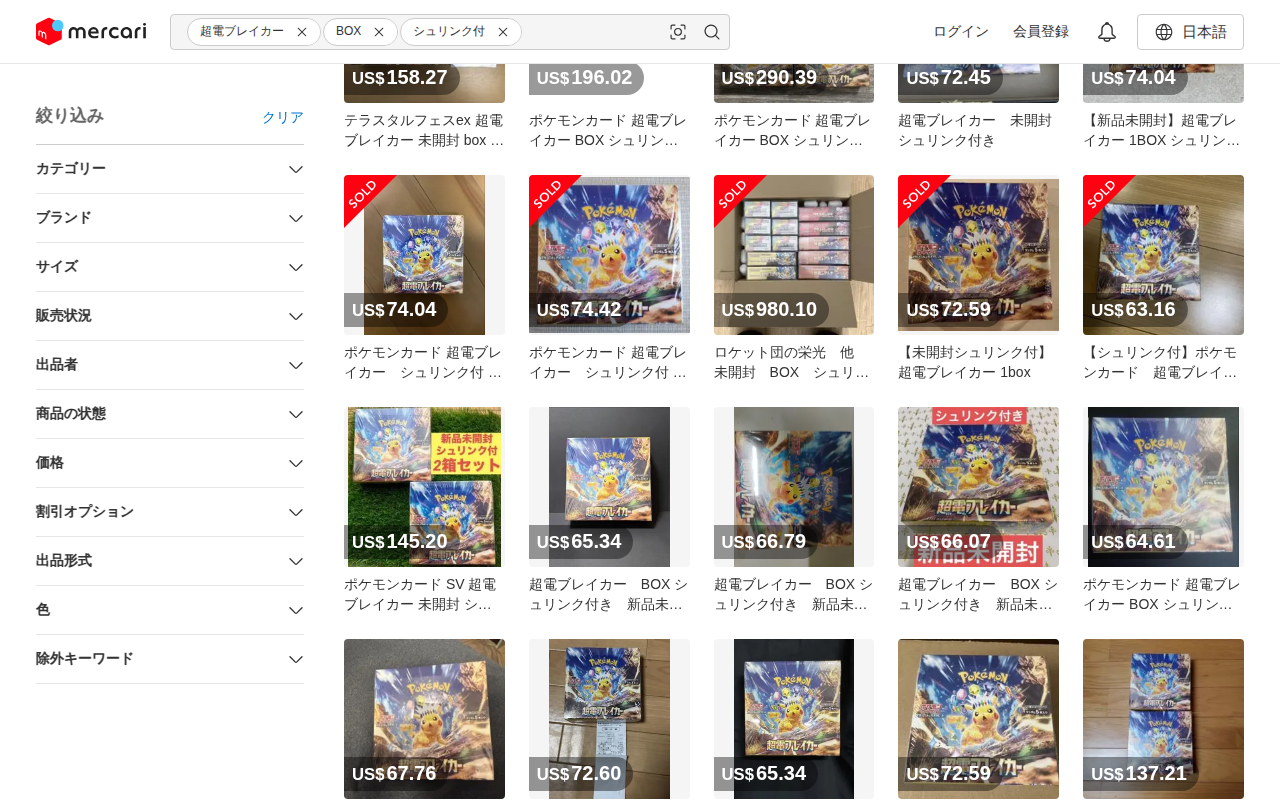 mercari
超電ブレイカー
BOX
シュリンク付
ログイン
会員登録
日本語
絞り込み
クリア
カテゴリー
ブランド
サイズ
販売状況
出品者
商品の状態
価格
割引オプション
出品形式
色
除外キーワード
US$158.27
テラスタルフェスex 超電
ブレイカー 未開封 box …
US$196.02
ポケモンカード 超電ブレ
イカー BOX シュリン…
US$290.39
ポケモンカード 超電ブレ
イカー BOX シュリン…
US$72.45
超電ブレイカー　未開封
シュリンク付き
US$74.04
【新品未開封】超電ブレ
イカー 1BOX シュリン…
SOLD
US$74.04
ポケモンカード 超電ブレ
イカー　シュリンク付 …
SOLD
US$74.42
ポケモンカード 超電ブレ
イカー　シュリンク付 …
SOLD
US$980.10
ロケット団の栄光　他
未開封　BOX　シュリ…
SOLD
US$72.59
【未開封シュリンク付】
超電ブレイカー 1box
SOLD
US$63.16
【シュリンク付】ポケモ
ンカード　超電ブレイ…
新品未開封
シュリンク付
2箱セット
US$145.20
ポケモンカード SV 超電
ブレイカー 未開封 シ…
US$65.34
超電ブレイカー　BOX シ
ュリンク付き　新品未…
US$66.79
超電ブレイカー　BOX シ
ュリンク付き　新品未…
シュリンク付き
新品未開封
US$66.07
超電ブレイカー　BOX シ
ュリンク付き　新品未…
US$64.61
ポケモンカード 超電ブレ
イカー BOX シュリン…
US$67.76
US$72.60
US$65.34
US$72.59
US$137.21